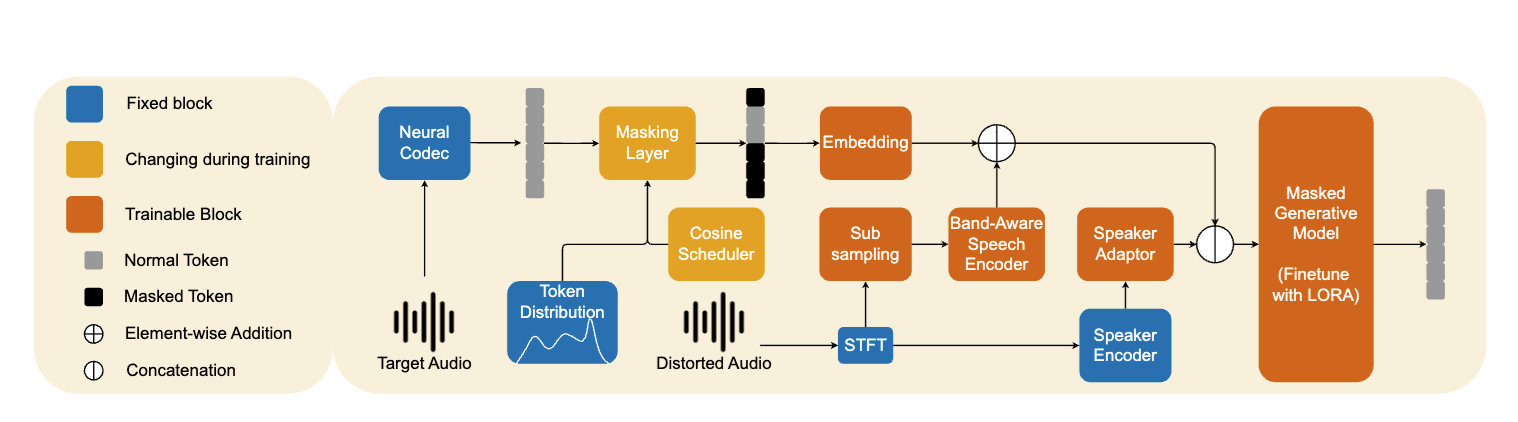 Fixed block
Changing during training
Trainable Block
Normal Token
Masked Token
Element-wise Addition
Concatenation
Neural
Codec
Masking
Layer
Embedding
Cosine
Scheduler
Sub
sampling
Band-Aware
Speech
Encoder
Speaker
Adaptor
Masked
Generative
Model
(Finetune
with LORA)
Token
Distribution
STFT
Speaker
Encoder
Target Audio
Distorted Audio